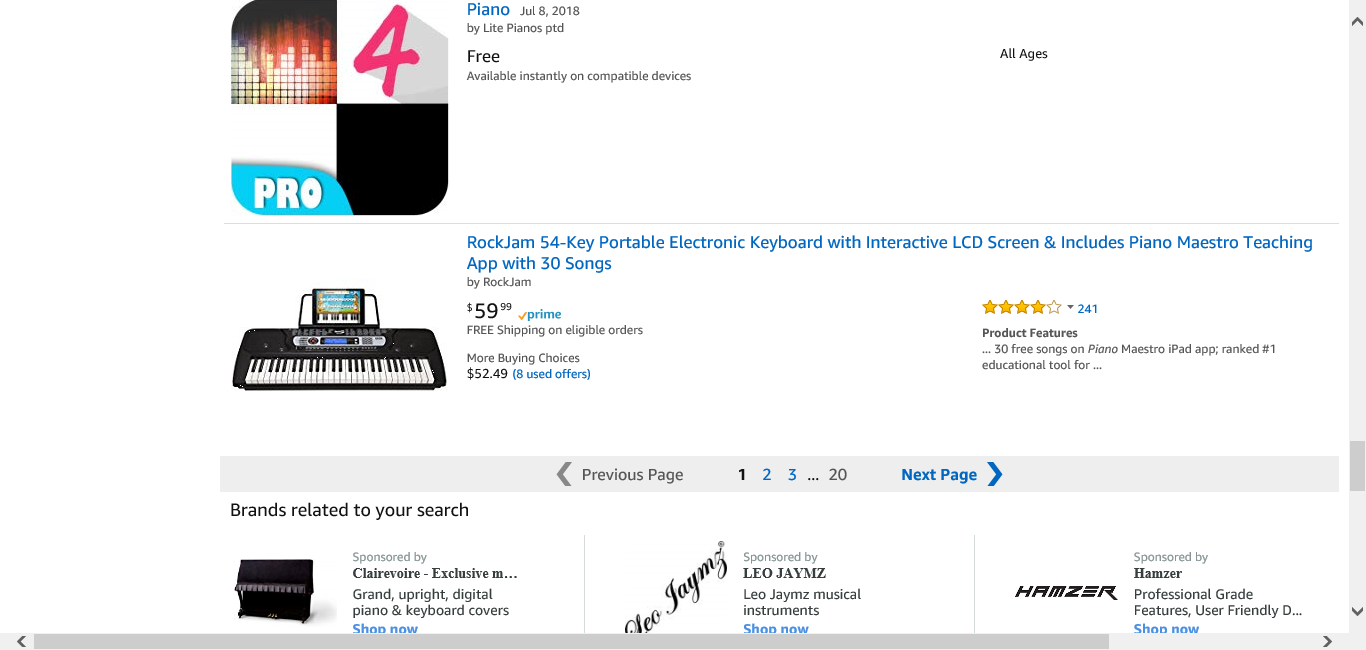 Piano Jul 8, 2018
by Lite Pianos ptd
Free
Available instantly on compatible devices
All Ages
4
PRO
RockJam 54-Key Portable Electronic Keyboard with Interactive LCD Screen & Includes Piano Maestro Teaching
App with 30 Songs
by RockJam
$59 99 prime
FREE Shipping on eligible orders
More Buying Choices
$52.49 (8 used offers)
241
Product Features
... 30 free songs on Piano Maestro iPad app; ranked #1
educational tool for ...
Previous Page 1 2 3 ... 20 Next Page
Brands related to your search
Sponsored by
Clairevoire - Exclusive m...
Grand, upright, digital
piano & keyboard covers
Shop now
Leo Jaymz®
Sponsored by
LEO JAYMZ
Leo Jaymz musical
instruments
Shop now
HAMZER
Sponsored by
Hamzer
Professional Grade
Features, User Friendly D...
Shop now